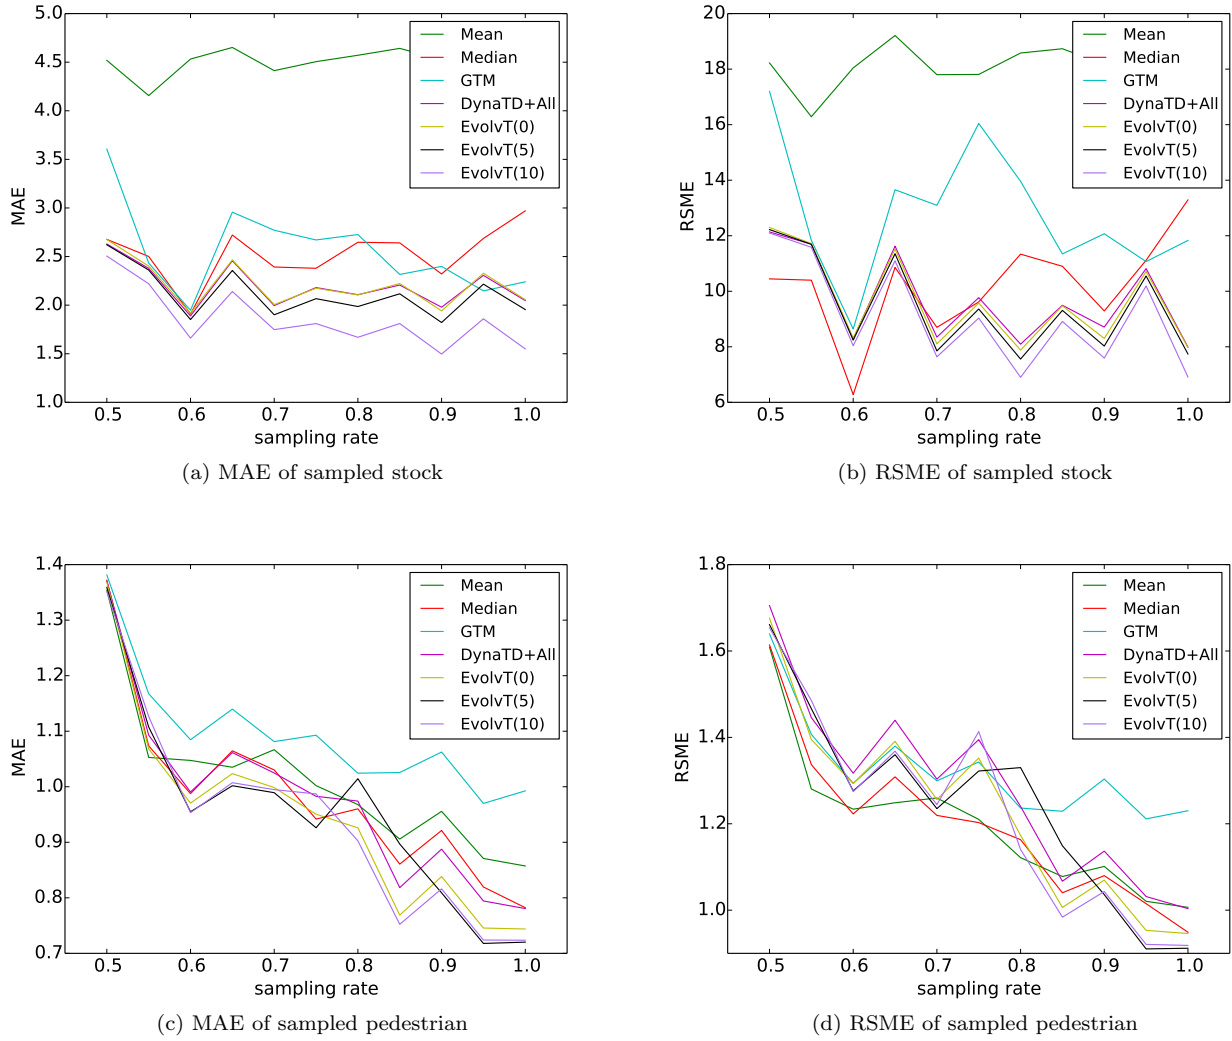 5.0
4.5
4.0
3.5
3.0
2.5
2.0
1.5
1.0
MAE
0.5 0.6 0.7 0.8 0.9 1.0
sampling rate
Mean
Median
GTM
DynaTD+All
EvolvT(0)
EvolvT(5)
EvolvT(10)
(a) MAE of sampled stock
20
18
16
14
12
10
8
6
RSME
0.5 0.6 0.7 0.8 0.9 1.0
sampling rate
Mean
Median
GTM
DynaTD+All
EvolvT(0)
EvolvT(5)
EvolvT(10)
(b) RSME of sampled stock
1.4
1.3
1.2
1.1
1.0
0.9
0.8
0.7
MAE
0.5 0.6 0.7 0.8 0.9 1.0
sampling rate
Mean
Median
GTM
DynaTD+All
EvolvT(0)
EvolvT(5)
EvolvT(10)
(c) MAE of sampled pedestrian
1.8
1.6
1.4
1.2
1.0
RSME
0.5 0.6 0.7 0.8 0.9 1.0
sampling rate
Mean
Median
GTM
DynaTD+All
EvolvT(0)
EvolvT(5)
EvolvT(10)
(d) RSME of sampled pedestrian